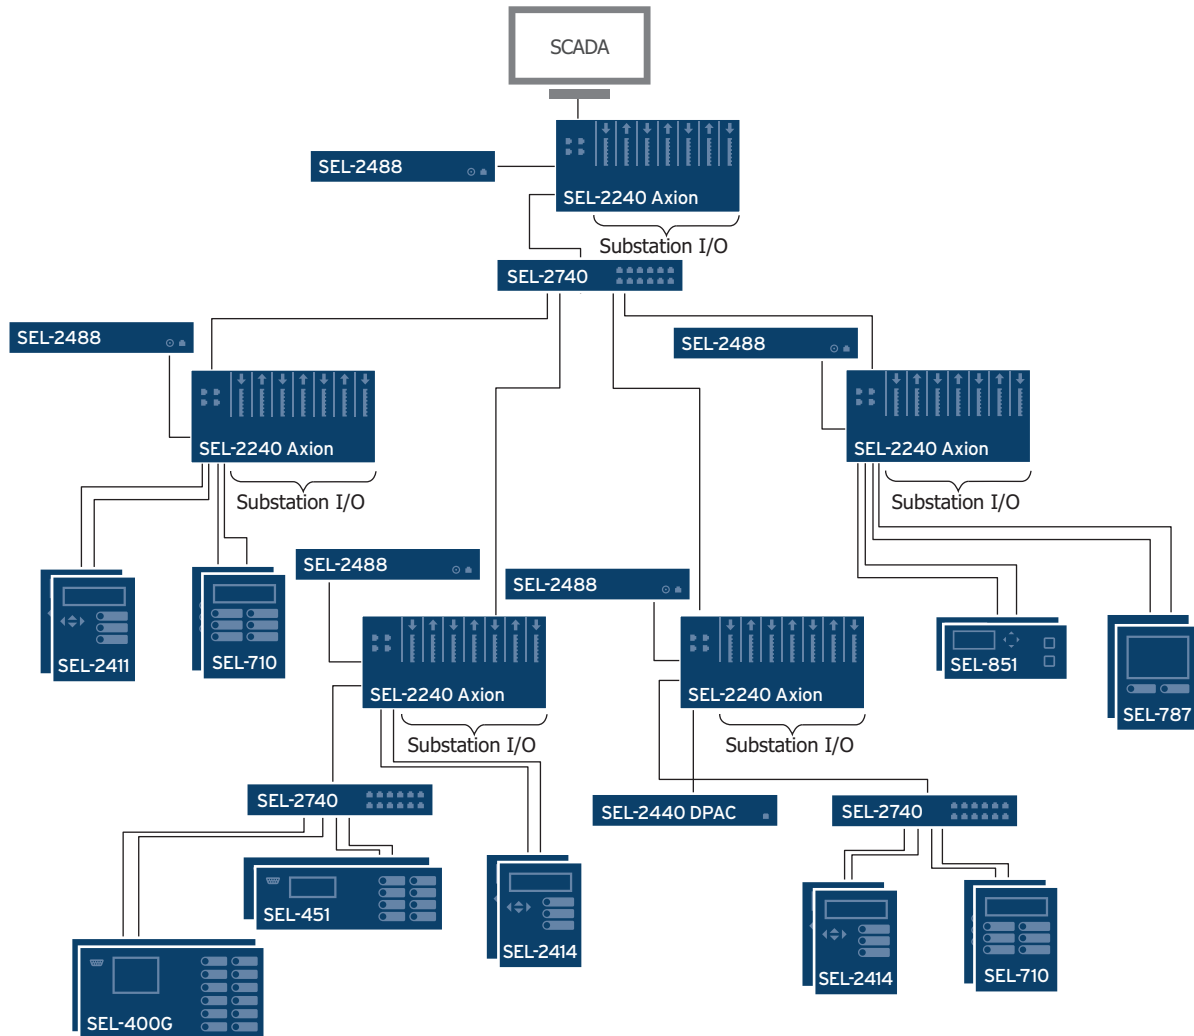 SCADA
SEL-2488
SEL-2240 Axion
Substation I/O
SEL-2740
SEL-2488
SEL-2488
SEL-2240 Axion
SEL-2240 Axion
Substation I/O
Substation I/O
SEL-2488
SEL-2488
SEL-2411
SEL-710
SEL-851
SEL-787
SEL-2240 Axion
SEL-2240 Axion
Substation I/O
Substation I/O
SEL-2740
SEL-2440 DPAC
SEL-2740
SEL-451
SEL-2414
SEL-2414
SEL-710
SEL-400G